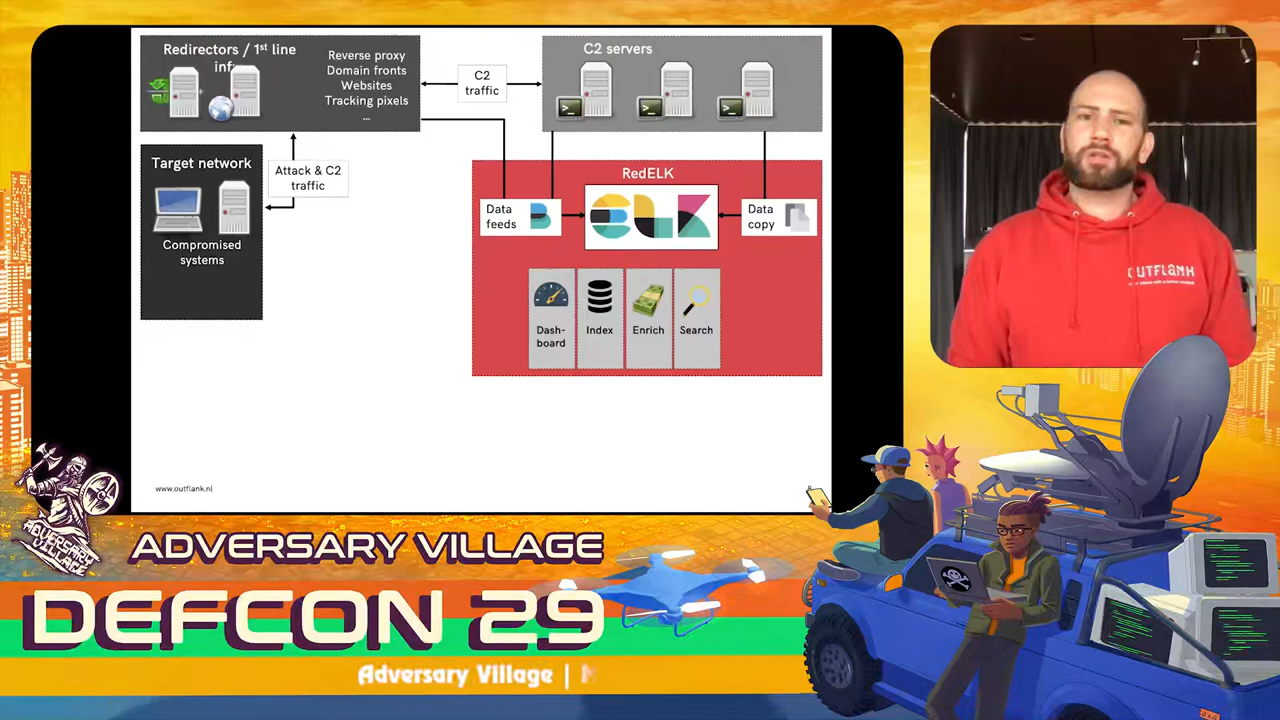 Redirectors / 1st line
Reverse proxy
Domain fronts
Websites
Tracking pixels
...
C2
traffic
C2 servers
>_
>_
>_
Target network
Compromised
systems
Attack & C2
traffic
RedELK
Data
feeds
Data
copy
Dash-
board
Index
Enrich
Search
www.outflank.nl
OUTFLANK
ADVERSARY
VILLAGE
ADVERSARY VILLAGE
DEFCON 29
Adversary Village |